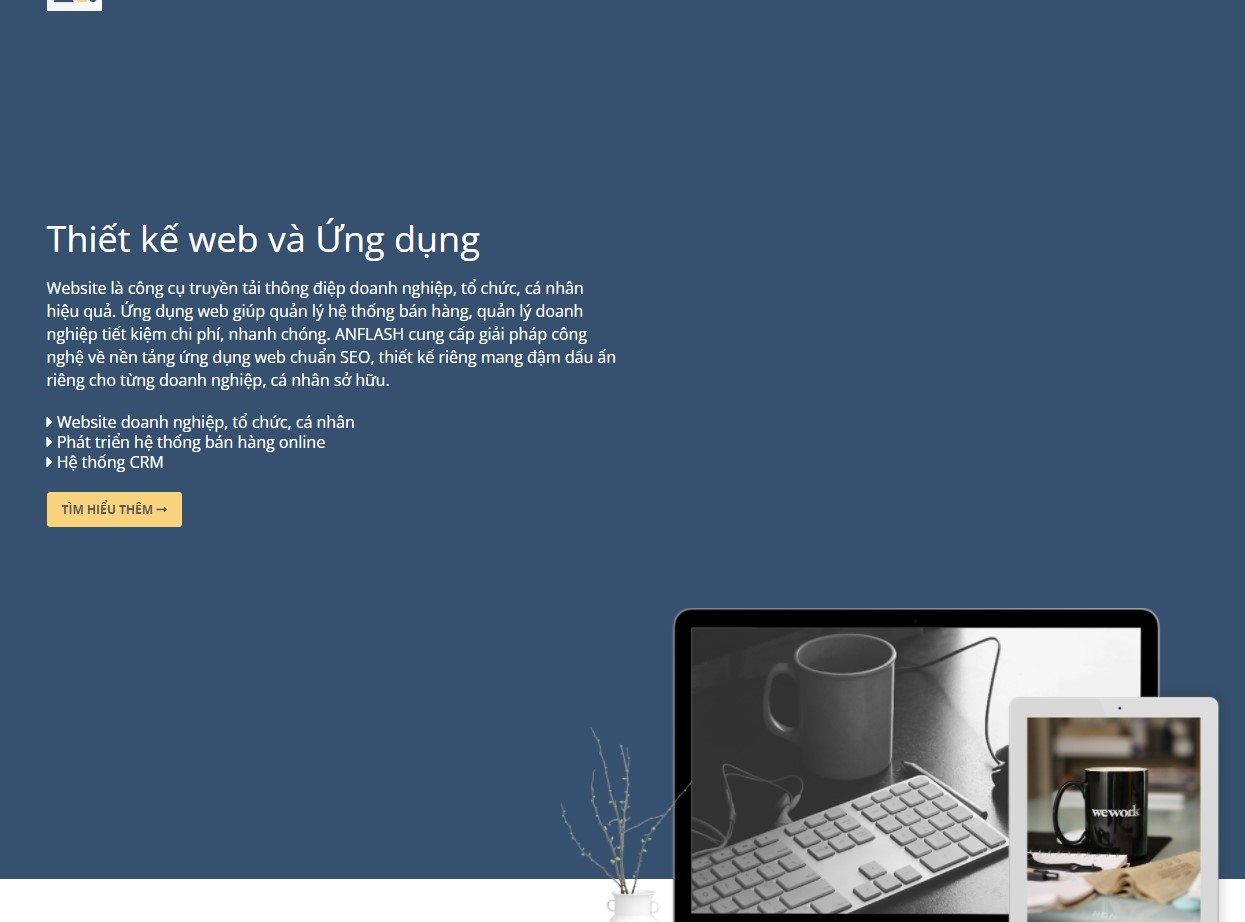 Thiết kế web và Ứng dụng
Website là công cụ truyền tải thông điệp doanh nghiệp, tổ chức, cá nhân
hiệu quả. Ứng dụng web giúp quản lý hệ thống bán hàng, quản lý doanh
nghiệp tiết kiệm chi phí, nhanh chóng. ANFLASH cung cấp giải pháp công
nghệ về nền tảng ứng dụng web chuẩn SEO, thiết kế riêng mang đậm dấu ấn
riêng cho từng doanh nghiệp, cá nhân sở hữu.
Website doanh nghiệp, tổ chức, cá nhân
Phát triển hệ thống bán hàng online
Hệ thống CRM
TÌM HIỂU THÊM
wework